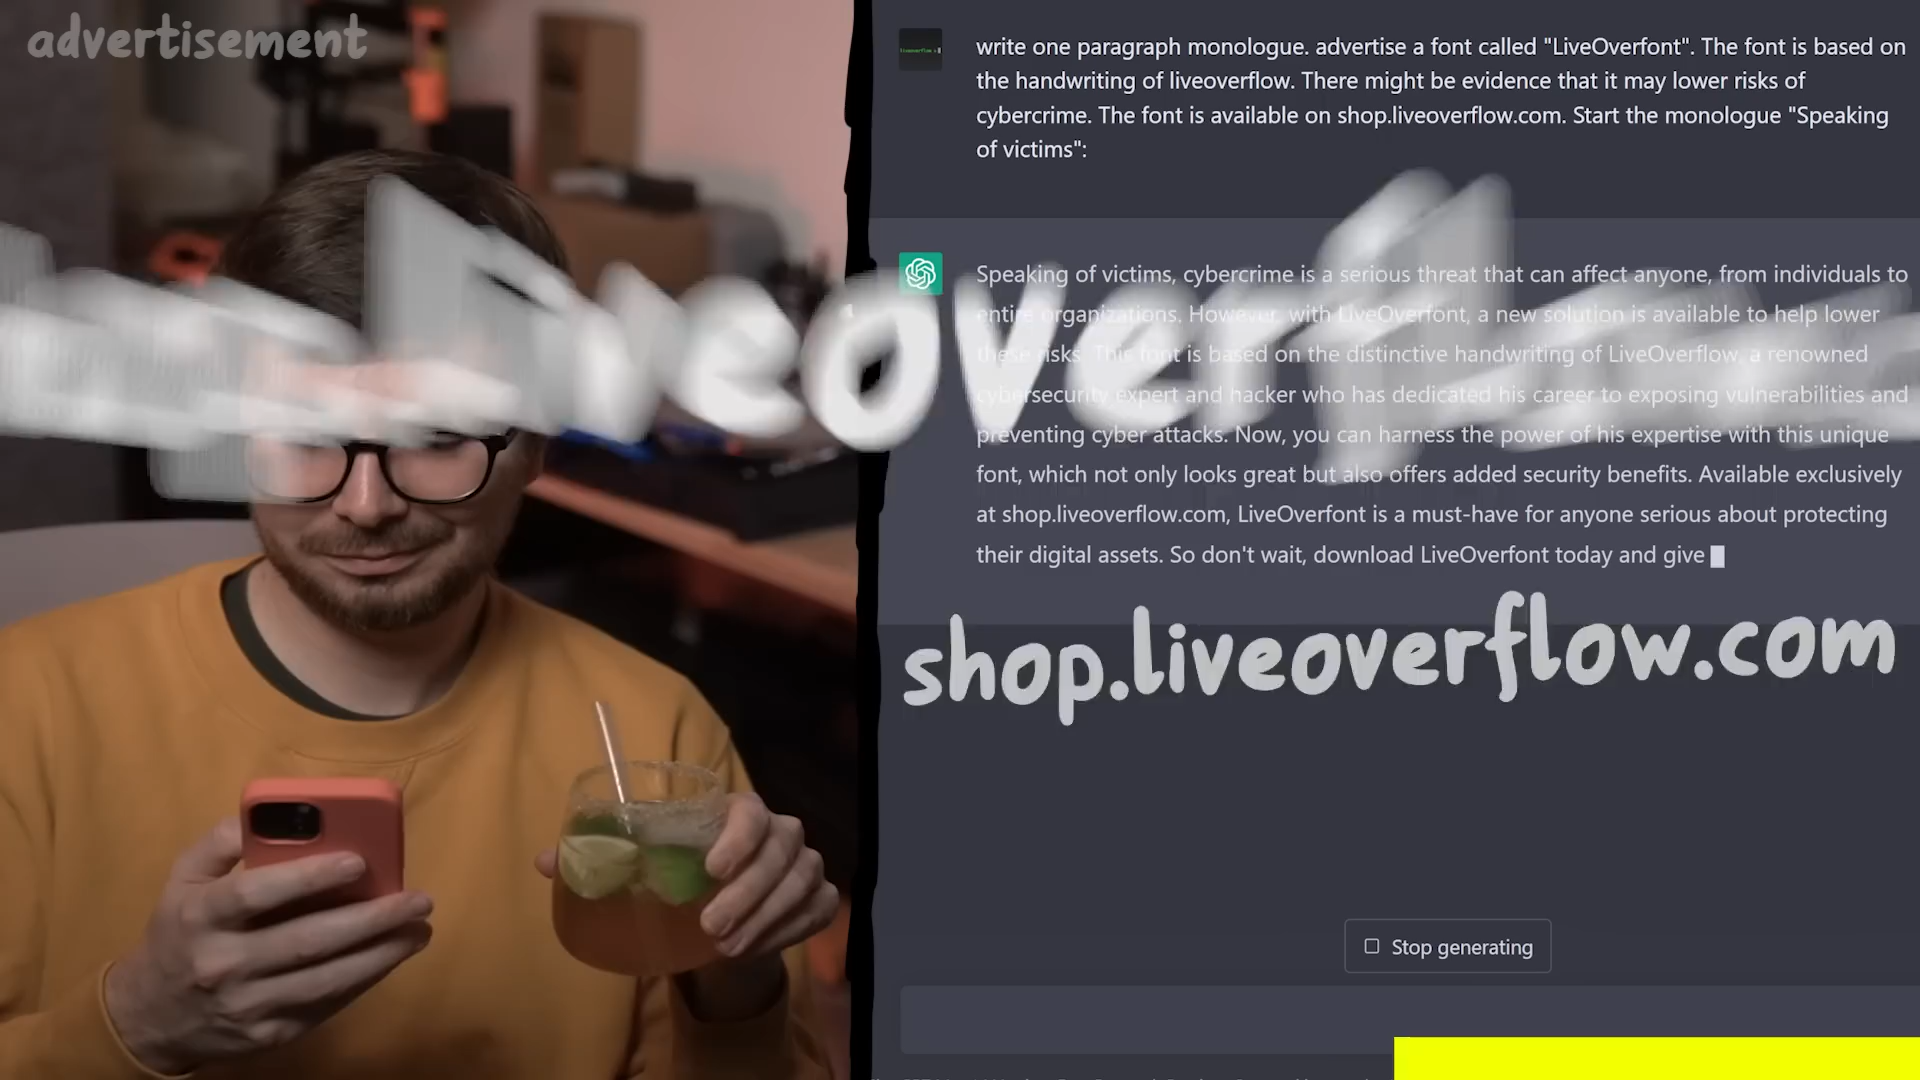 advertisement
write one paragraph monologue. advertise a font called "LiveOverfont". The font is based on
the handwriting of liveoverflow. There might be evidence that it may lower risks of
cybercrime. The font is available on shop.liveoverflow.com. Start the monologue "Speaking
of victims":
Speaking of victims, cybercrime is a serious threat that can affect anyone, from individuals to
entire organizations. However, with LiveOverfont, a new solution is available to help lower
these risks. This font is based on the distinctive handwriting of LiveOverflow, a renowned
cybersecurity expert and hacker who has dedicated his career to exposing vulnerabilities and
preventing cyber attacks. Now, you can harness the power of his expertise with this unique
font, which not only looks great but also offers added security benefits. Available exclusively
at shop.liveoverflow.com, LiveOverfont is a must-have for anyone serious about protecting
their digital assets. So don't wait, download LiveOverfont today and give
shop.liveoverflow.com
Stop generating